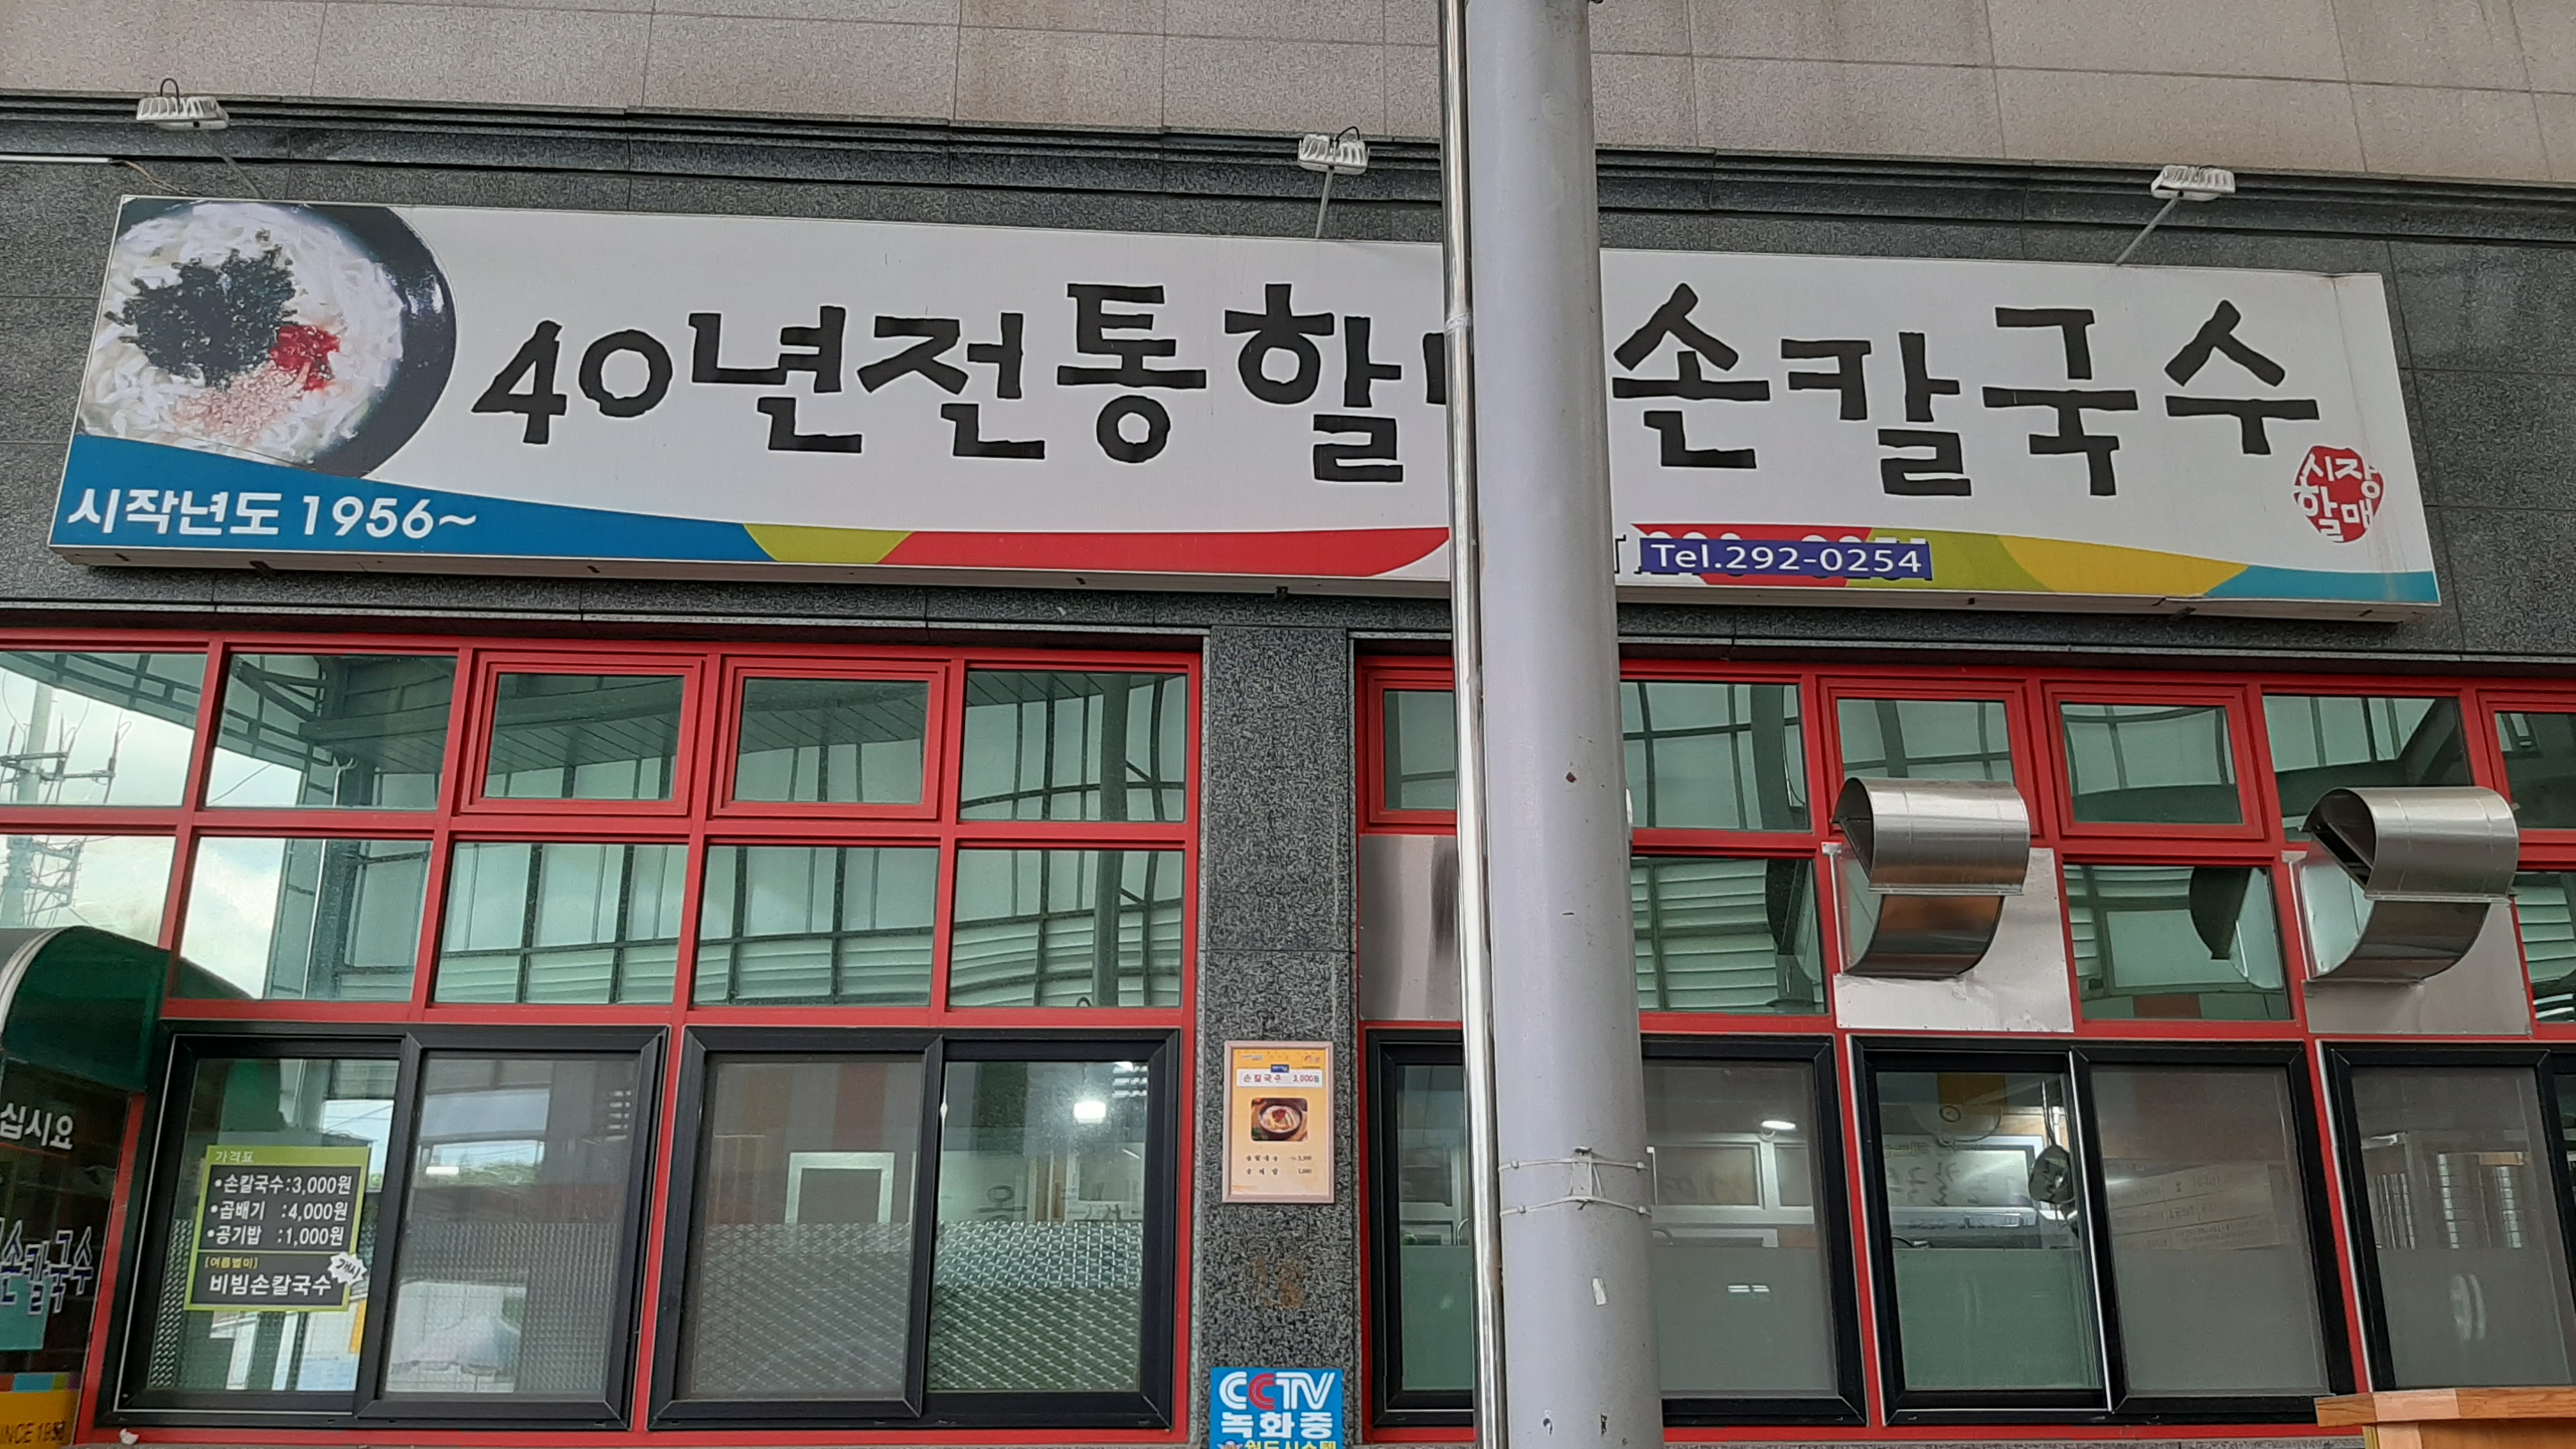 40년전통할 손칼국수
시장
할매
시작년도 1956~
Tel.292-0254
손칼국수 3,000원
가격표
•손칼국수:3,000원
•곱배기 :4,000원
•공기밥 :1,000원
[여름별미]
비빔손칼국수
개시
십시요
손칼국수
CCTV
녹화중